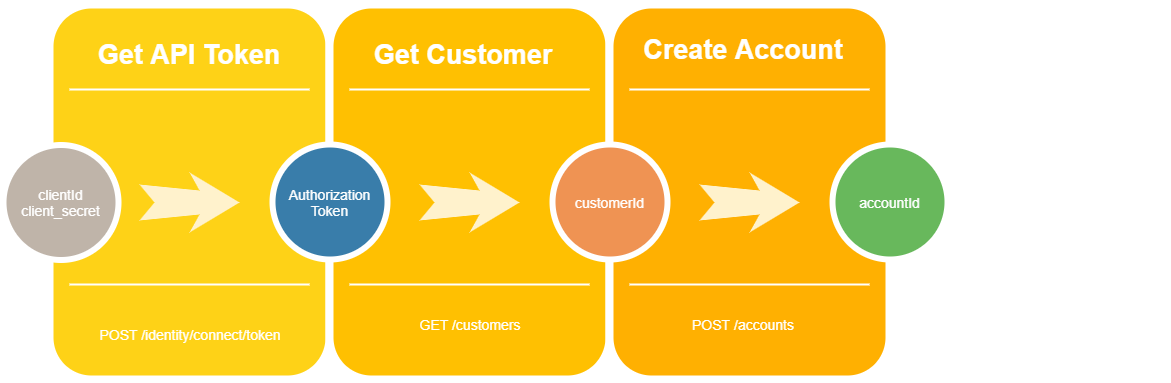 Get API Token
Get Customer
Create Account
clientId
client_secret
Authorization
Token
customerId
accountId
POST /identity/connect/token
GET /customers
POST /accounts